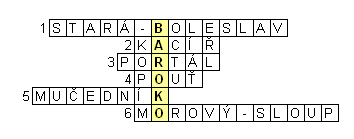 1 STARÁ-BOLESLAV
2 KACÍŘ
3 PORTÁL
4 POUŤ
5 MUČEDNÍK
6 MOROVÝ-SLOUP